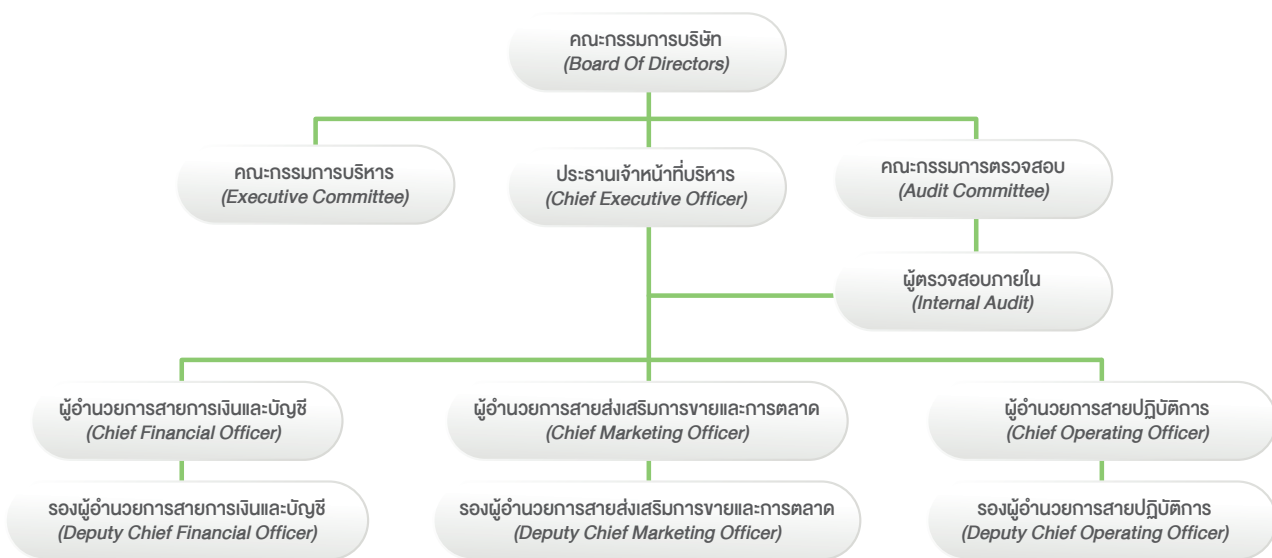 คณะกรรมการบริษัท
(Board Of Directors)
คณะกรรมการบริหาร
(Executive Committee)
ประธานเจ้าหน้าที่บริหาร
(Chief Executive Officer)
คณะกรรมการตรวจสอบ
(Audit Committee)
ผู้ตรวจสอบภายใน
(Internal Audit)
ผู้อำนวยการสายการเงินและบัญชี
(Chief Financial Officer)
ผู้อำนวยการสายส่งเสริมการขายและการตลาด
(Chief Marketing Officer)
ผู้อำนวยการสายปฏิบัติการ
(Chief Operating Officer)
รองผู้อำนวยการสายการเงินและบัญชี
(Deputy Chief Financial Officer)
รองผู้อำนวยการสายส่งเสริมการขายและการตลาด
(Deputy Chief Marketing Officer)
รองผู้อำนวยการสายปฏิบัติการ
(Deputy Chief Operating Officer)